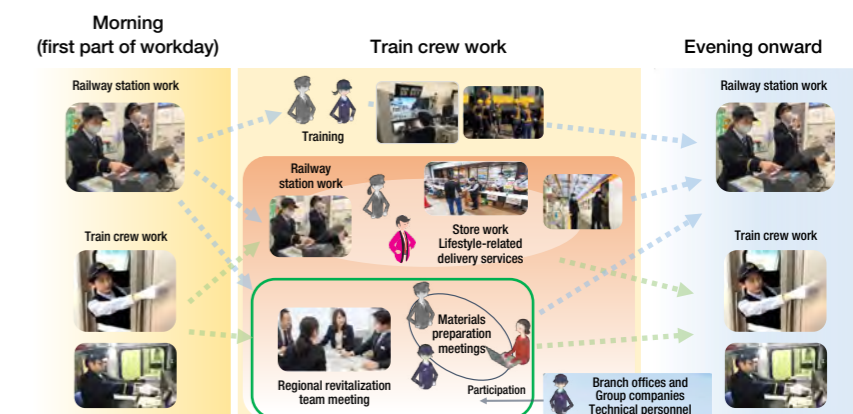 Morning
(first part of workday)
Train crew work
Evening onward
Railway station work
Train crew work
Training
Railway
station work
Store work
Lifestyle-related
delivery services
Materials
preparation
meetings
Regional revitalization
team meeting
Participation
Branch offices and
Group companies
Technical personnel
Railway station work
Train crew work